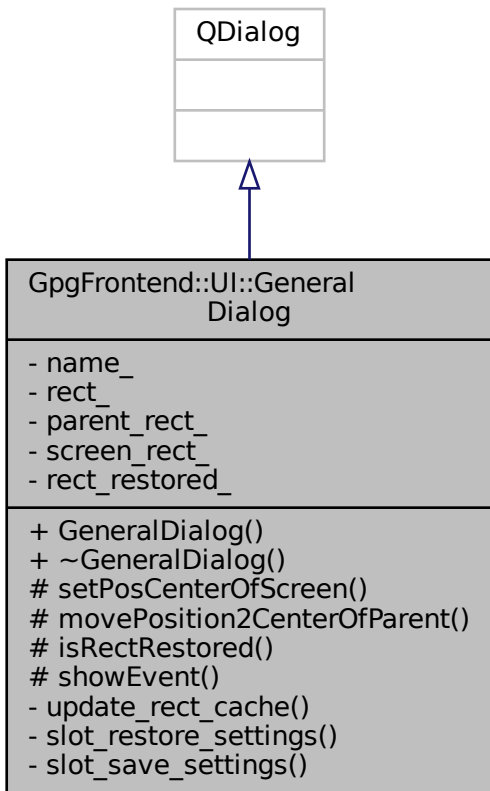 QDialog
GpgFrontend::UI::General
Dialog
- name_
- rect_
- parent_rect_
- screen_rect_
- rect_restored_
+ GeneralDialog()
+ ~GeneralDialog()
# setPosCenterOfScreen()
# movePosition2CenterOfParent()
# isRectRestored()
# showEvent()
- update_rect_cache()
- slot_restore_settings()
- slot_save_settings()